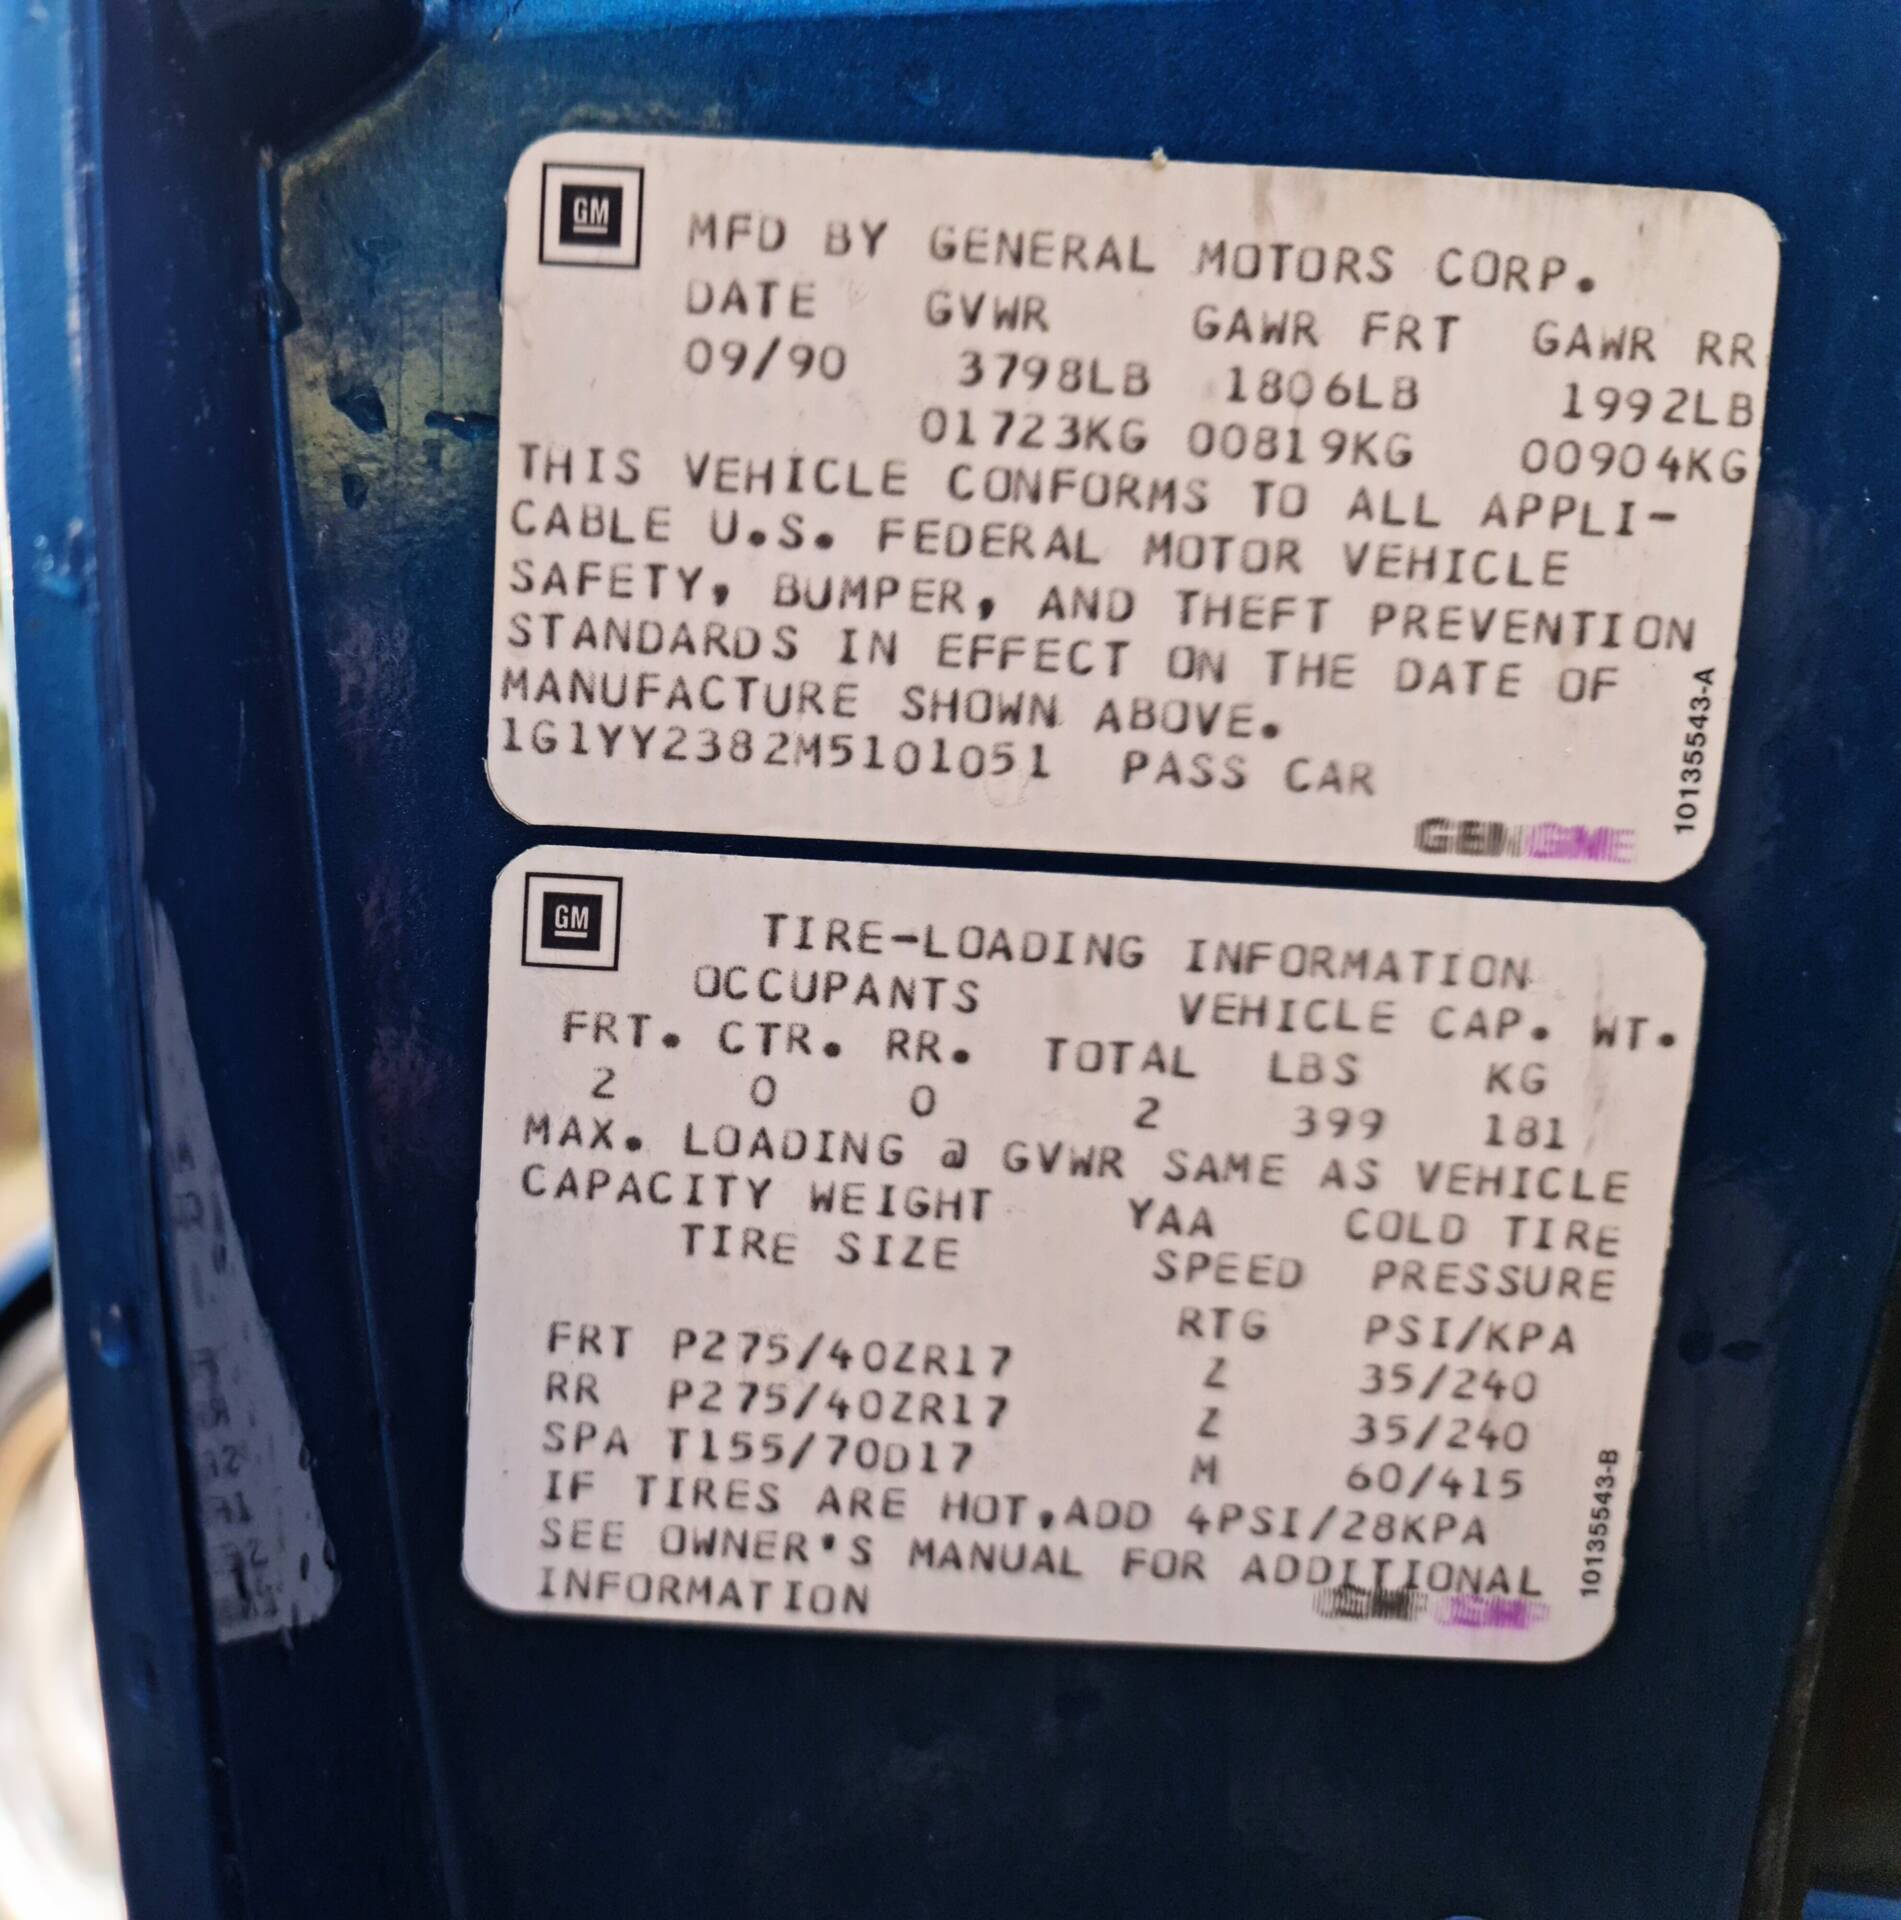 GM
MFD BY GENERAL MOTORS CORP.
DATE GVWR GAWR FRT GAWR RR
09/90 3798LB 1806LB 1992LB
01723KG 00819KG 00904KG
THIS VEHICLE CONFORMS TO ALL APPLI-
CABLE U.S. FEDERAL MOTOR VEHICLE
SAFETY, BUMPER, AND THEFT PREVENTION
STANDARDS IN EFFECT ON THE DATE OF
MANUFACTURE SHOWN ABOVE.
1G1YY2382M5101051 PASS CAR
10135543-A
GM
TIRE-LOADING INFORMATION
OCCUPANTS VEHICLE CAP. WT.
FRT. CTR. RR. TOTAL LBS KG
2 0 0 2 399 181
MAX. LOADING @ GVWR SAME AS VEHICLE
CAPACITY WEIGHT YAA COLD TIRE
TIRE SIZE SPEED PRESSURE
RTG PSI/KPA
FRT P275/40ZR17 Z 35/240
RR P275/40ZR17 Z 35/240
SPA T155/70D17 M 60/415
IF TIRES ARE HOT,ADD 4PSI/28KPA
SEE OWNER'S MANUAL FOR ADDITIONAL
INFORMATION
10135543-B